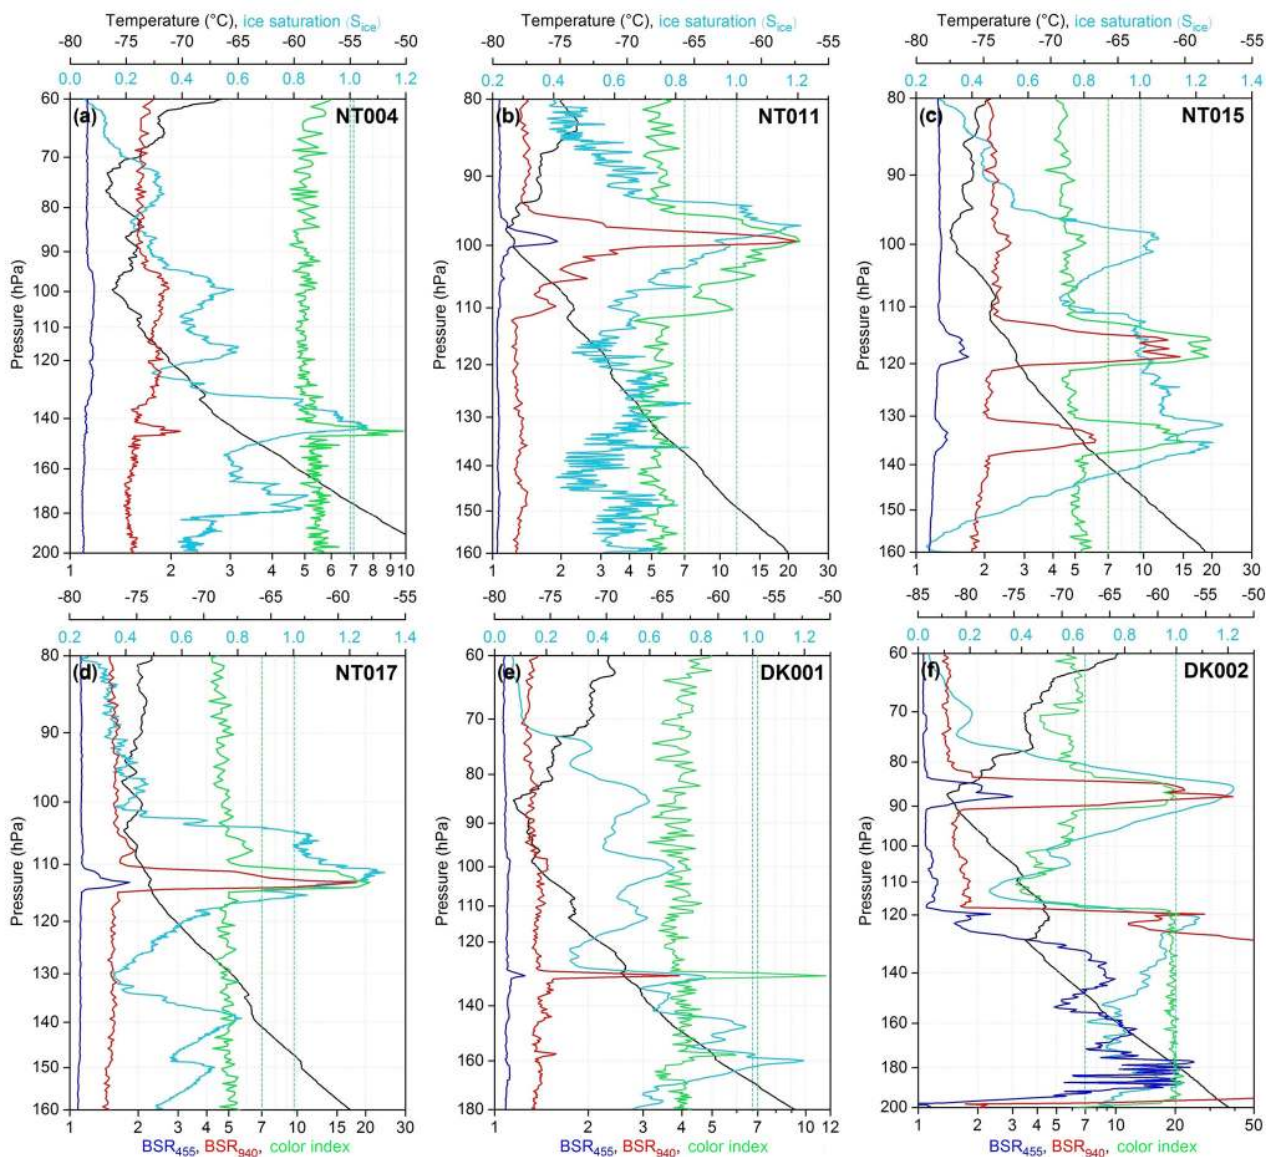 Temperature (°C), ice saturation (Sice) Temperature (°C), ice saturation (Sice)
-80 -75 -70 -65 -60 -55 -50 -80 -75 -70 -65 -60 -55 -80 -75 -70 -65 -60 -55
0.0 0.2 0.4 0.6 0.8 1.0 1.2 0.2 0.4 0.6 0.8 1.0 1.2 0.2 0.4 0.6 0.8 1.0 1.2 1.4
(a) NT004
60
70
80
90
100
110
120
140
160
180
200
Pressure (hPa)
1 2 3 4 5 6 7 8 9 10
(b) NT011
80
90
100
110
120
130
140
150
160
Pressure (hPa)
1 2 3 4 5 7 10 15 20 30
(c) NT015
80
90
100
110
120
130
140
150
160
Pressure (hPa)
1 2 3 4 5 7 10 15 20 30
-80 -75 -70 -65 -60 -55 -50 -75 -70 -65 -60 -55 -50 -85 -80 -75 -70 -65 -60 -55 -50
0.2 0.4 0.6 0.8 1.0 1.2 1.4 0.0 0.2 0.4 0.6 0.8 1.0 1.2 0.0 0.2 0.4 0.6 0.8 1.0 1.2
(d) NT017
80
90
100
110
120
130
140
150
160
Pressure (hPa)
1 2 3 4 5 7 10 15 20 30
BSR455, BSR940, color index
(e) DK001
60
70
80
90
100
110
120
140
160
180
Pressure (hPa)
1 2 3 4 5 7 10 12
BSR455, BSR940, color index
(f) DK002
60
70
80
90
100
110
120
140
160
180
200
Pressure (hPa)
1 2 3 4 5 7 10 20 30 50
BSR455, BSR940, color index